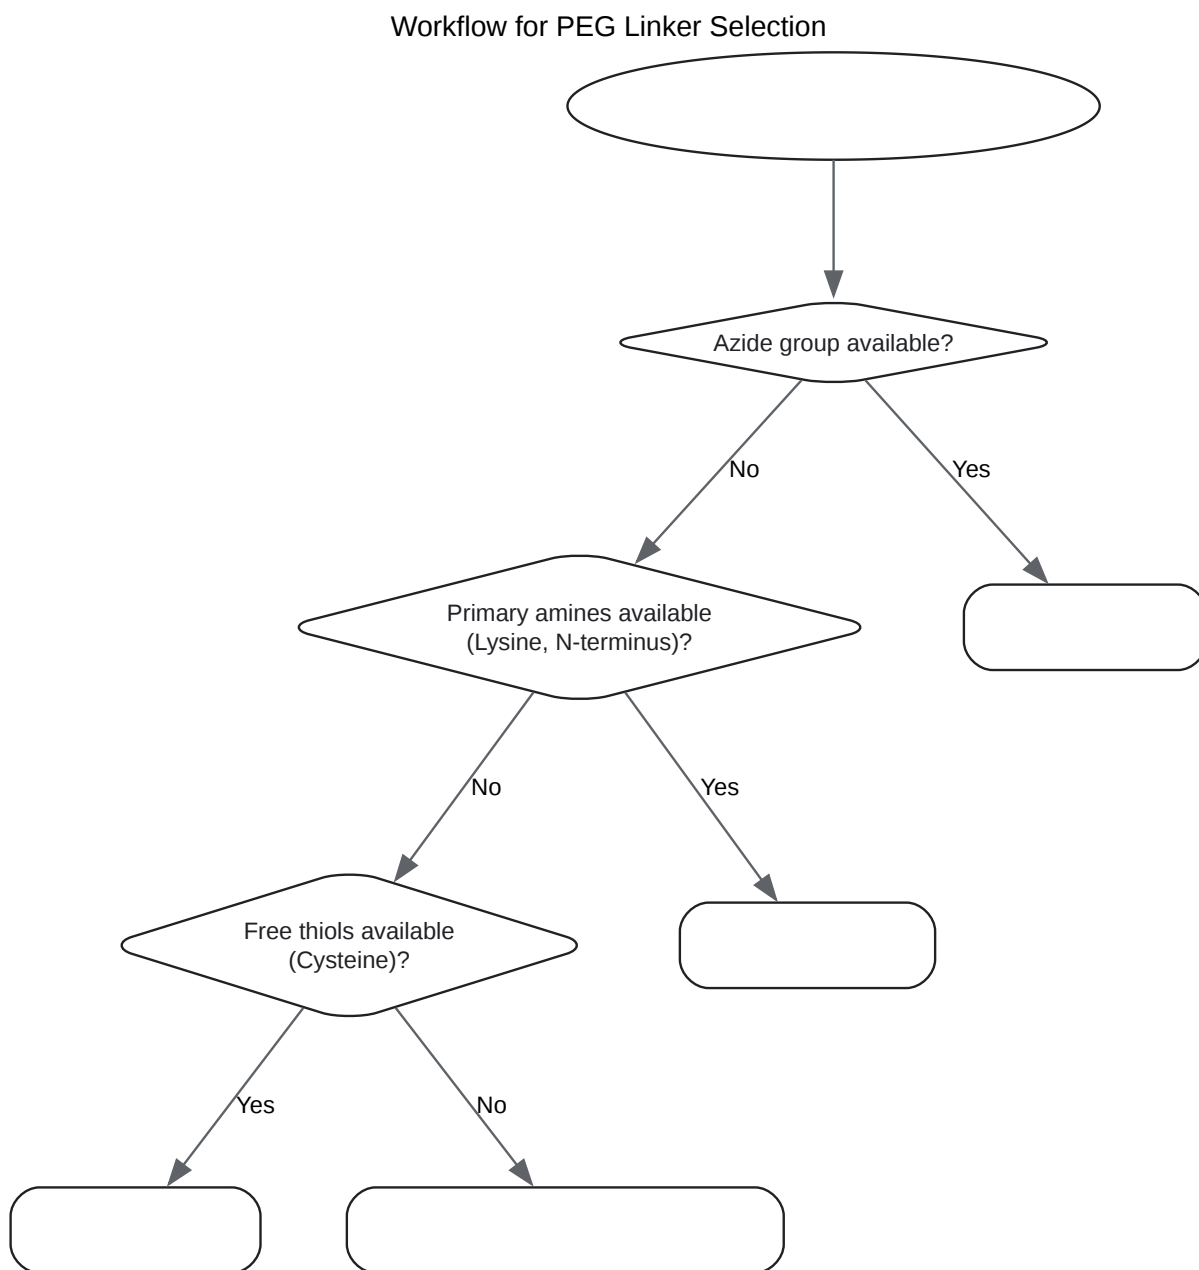 Workflow for PEG Linker Selection
Azide group available?
No
Yes
Primary amines available
(Lysine, N-terminus)?
No
Yes
Free thiols available
(Cysteine)?
Yes
No